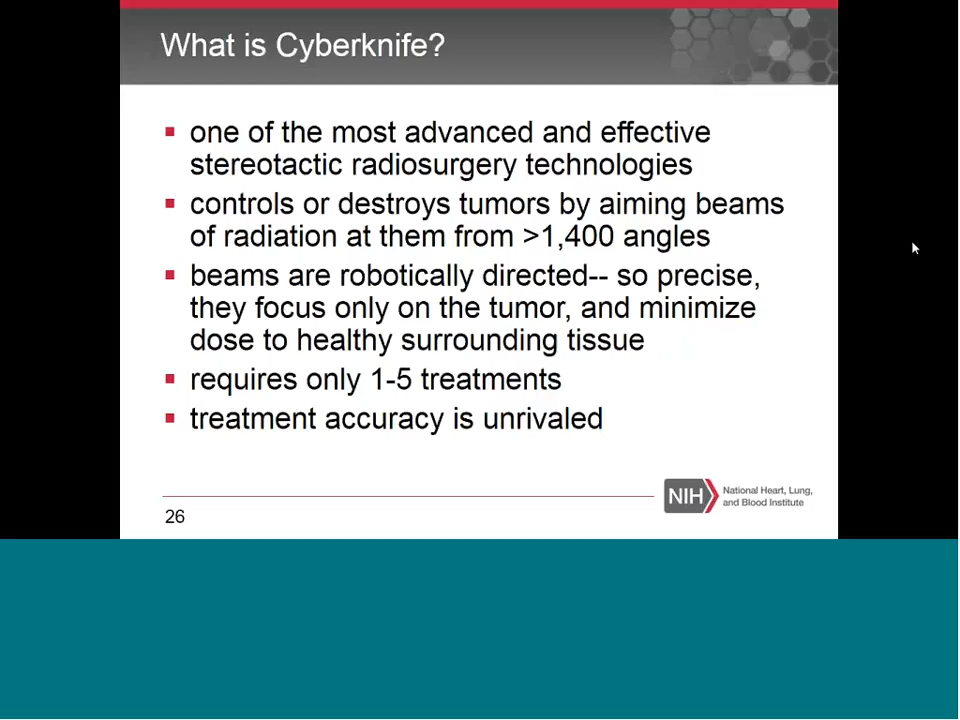 What is Cyberknife?
one of the most advanced and effective
stereotactic radiosurgery technologies
controls or destroys tumors by aiming beams
of radiation at them from >1,400 angles
beams are robotically directed-- so precise,
they focus only on the tumor, and minimize
dose to healthy surrounding tissue
requires only 1-5 treatments
treatment accuracy is unrivaled
NIH National Heart, Lung,
and Blood Institute
26